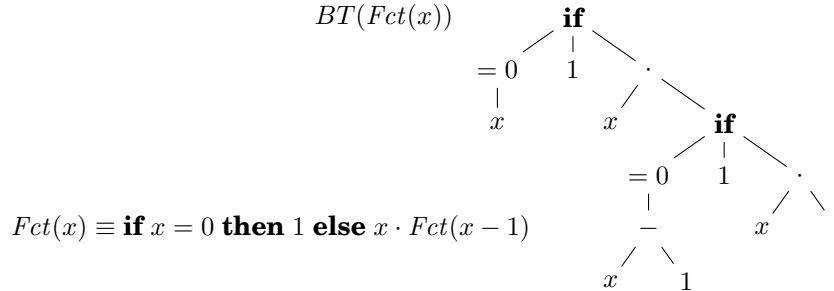 BT(Fct(x)) if
= 0 1 ·
x x if
= 0 1 ·
Fct(x) ≡ if x = 0 then 1 else x · Fct(x − 1) − x
x 1